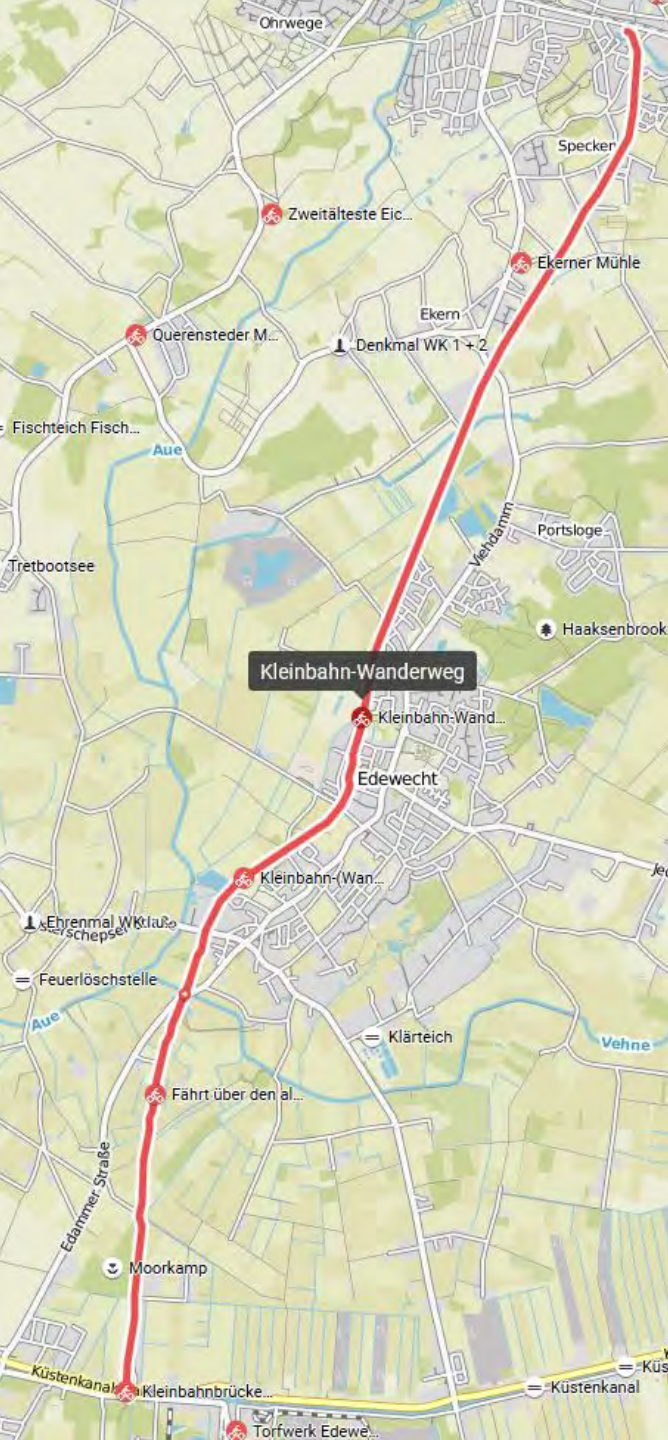 Ohrwege
Specken
Zweitälteste Eic...
Ekerner Mühle
Ekern
Querensteder M...
Denkmal WK 1 + 2
Fischteich Fisch...
Aue
Viehdamm
Portsloge
Tretbootsee
Haaksenbrook
Kleinbahn-Wanderweg
Kleinbahn-Wand...
Edewecht
Kleinbahn-(Wan...
Ehrenmal WK
Feuerlöschstelle
Aue
Klärteich
Vehne
Fährt über den al...
Edammer Straße
Moorkamp
Küstenkanal
Kleinbahnbrücke...
Küstenkanal
Torfwerk Edewe...